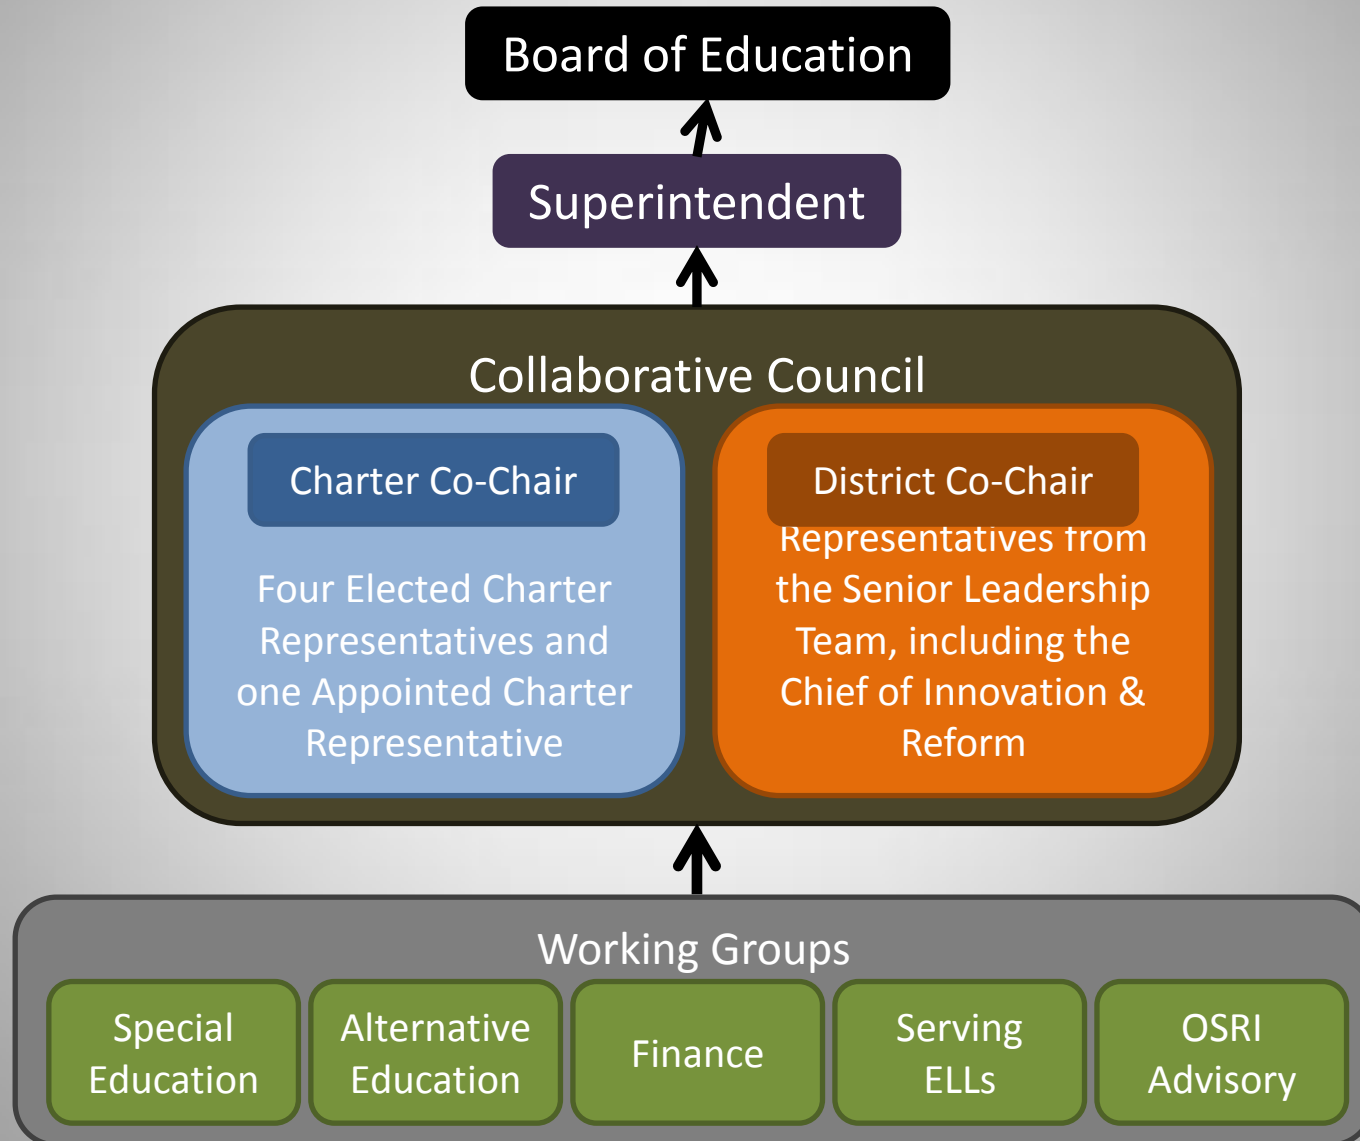 Board of Education
Superintendent
Collaborative Council
Charter Co-Chair
Four Elected Charter
Representatives and
one Appointed Charter
Representative
District Co-Chair
Representatives from
the Senior Leadership
Team, including the
Chief of Innovation &
Reform
Working Groups
Special
Education
Alternative
Education
Finance
Serving
ELLs
OSRI
Advisory